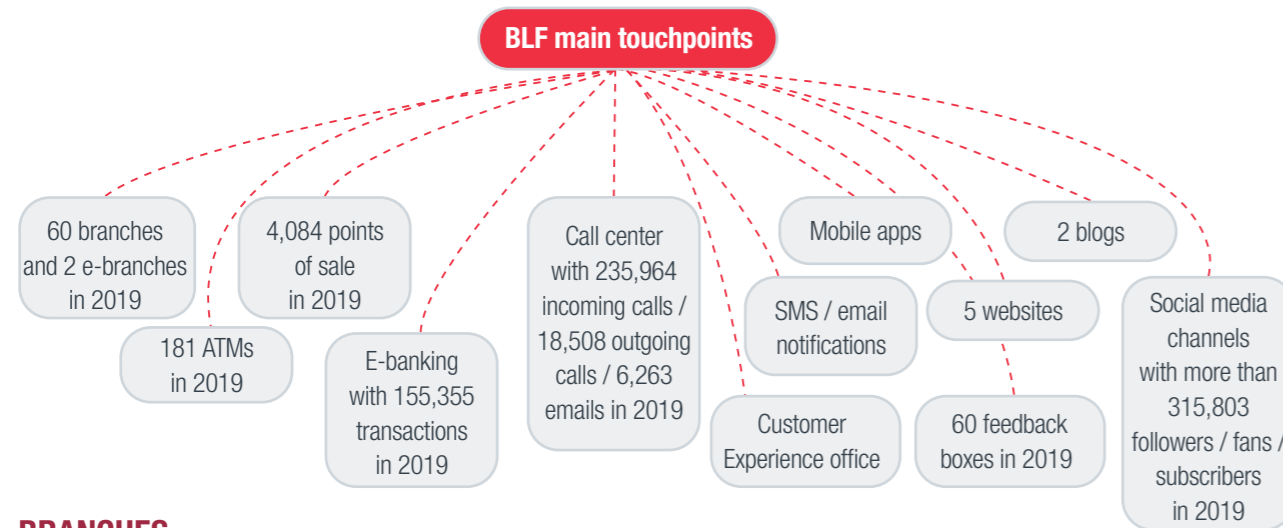 BLF main touchpoints
60 branches
and 2 e-branches
in 2019
181 ATMs
in 2019
4,084 points
of sale
in 2019
E-banking
with 155,355
transactions
in 2019
Call center
with 235,964
incoming calls /
18,508 outgoing
calls / 6,263
emails in 2019
Mobile apps
SMS / email
notifications
Customer
Experience office
2 blogs
5 websites
60 feedback
boxes in 2019
Social media
channels
with more than
315,803
followers / fans /
subscribers
in 2019
BRANCHES